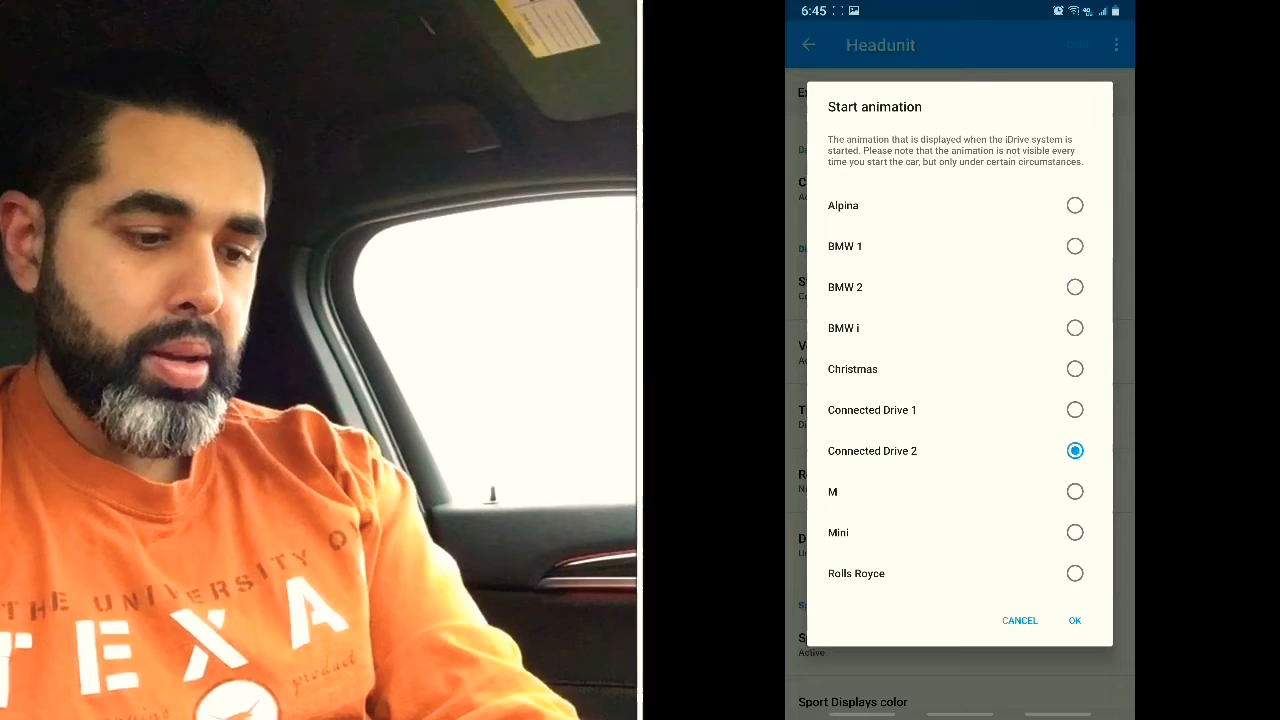 THE UNIVERSITY O
TEXA
product
6:45
Headunit
CODE
Start animation
The animation that is displayed when the iDrive system is
started. Please note that the animation is not visible every
time you start the car, but only under certain circumstances.
Alpina
BMW 1
BMW 2
BMW i
Christmas
Connected Drive 1
Connected Drive 2
M
Mini
Rolls Royce
CANCEL OK
Active
Sport Displays color